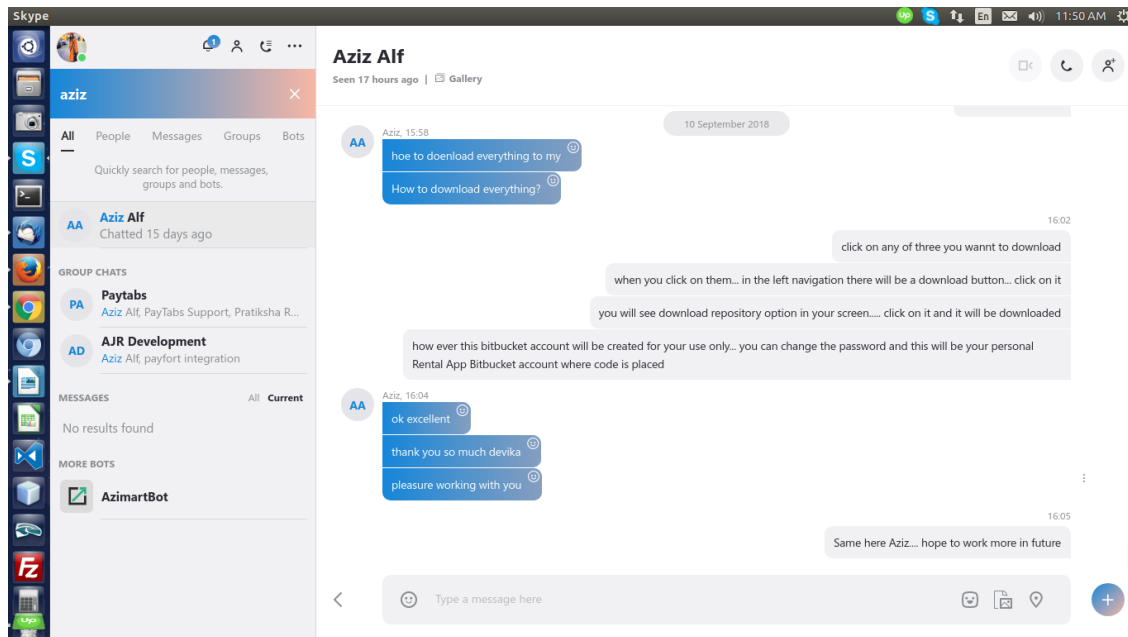 Skype
Up
En
11:50 AM
1
aziz
All People Messages Groups Bots
Quickly search for people, messages,
groups and bots.
AA
Aziz Alf
Chatted 15 days ago
GROUP CHATS
PA
Paytabs
Aziz Alf, PayTabs Support, Pratiksha R...
AD
AJR Development
Aziz Alf, payfort integration
MESSAGES All Current
No results found
MORE BOTS
AzimartBot
Aziz Alf
Seen 17 hours ago | Gallery
10 September 2018
AA
Aziz, 15:58
hoe to doenload everything to my
How to download everything?
16:02
click on any of three you wannt to download
when you click on them... in the left navigation there will be a download button... click on it
you will see download repository option in your screen..... click on it and it will be downloaded
how ever this bitbucket account will be created for your use only... you can change the password and this will be your personal
Rental App Bitbucket account where code is placed
AA
Aziz, 16:04
ok excellent
thank you so much devika
pleasure working with you
16:05
Same here Aziz.... hope to work more in future
Type a message here
S
Fz
Up